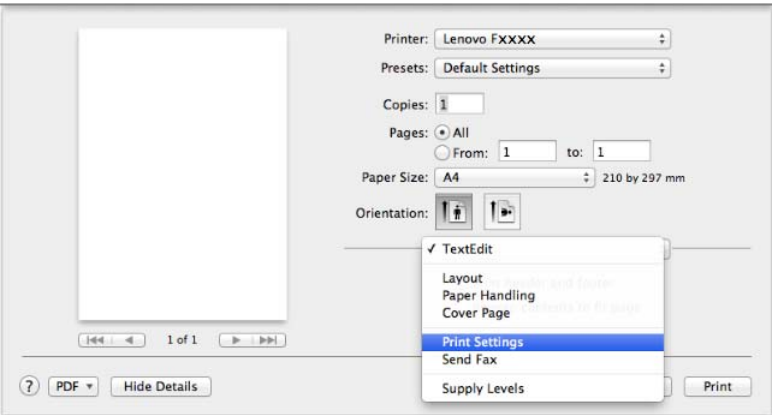 Printer: Lenovo FXXXX
Presets: Default Settings
Copies: 1
Pages: All
From: 1 to: 1
Paper Size: A4 210 by 297 mm
Orientation:
✓ TextEdit
Layout
Paper Handling
Cover Page
Print Settings
Send Fax
Supply Levels
1 of 1
? PDF Hide Details Print